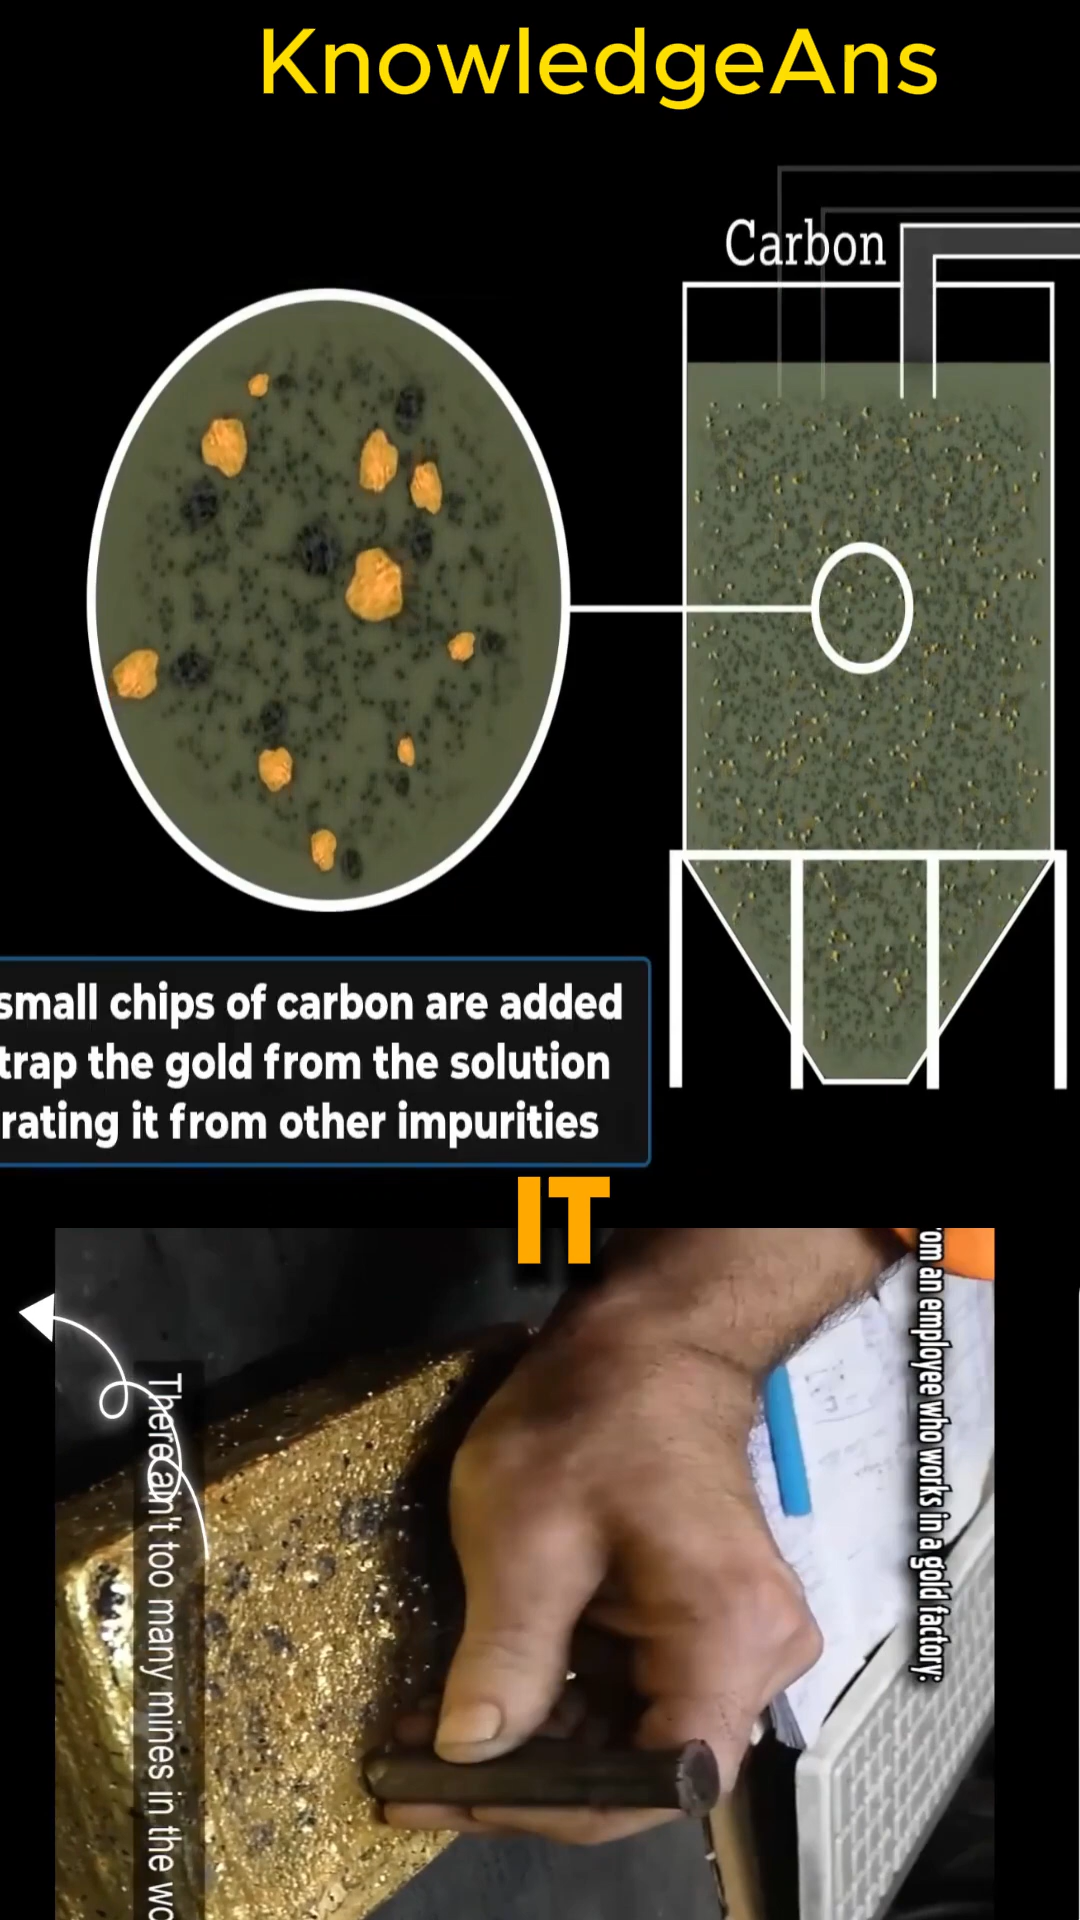 KnowledgeAns
Carbon
small chips of carbon are added
trap the gold from the solution
rating it from other impurities
IT
om an employee who works in a gold factory:
There ain't too many mines in the wo